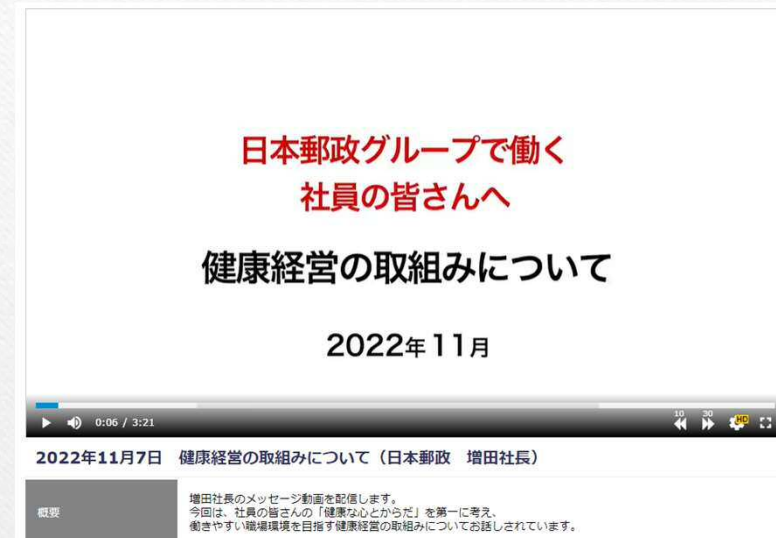 日本郵政グループで働く
社員の皆さんへ
健康経営の取組みについて
2022年11月
0:06 / 3:21
10
30
HD
2022年11月7日　健康経営の取組みについて（日本郵政　増田社長）
概要
増田社長のメッセージ動画を配信します。
今回は、社員の皆さんの「健康な心とからだ」を第一に考え、
働きやすい職場環境を目指す健康経営の取組みについてお話しされています。